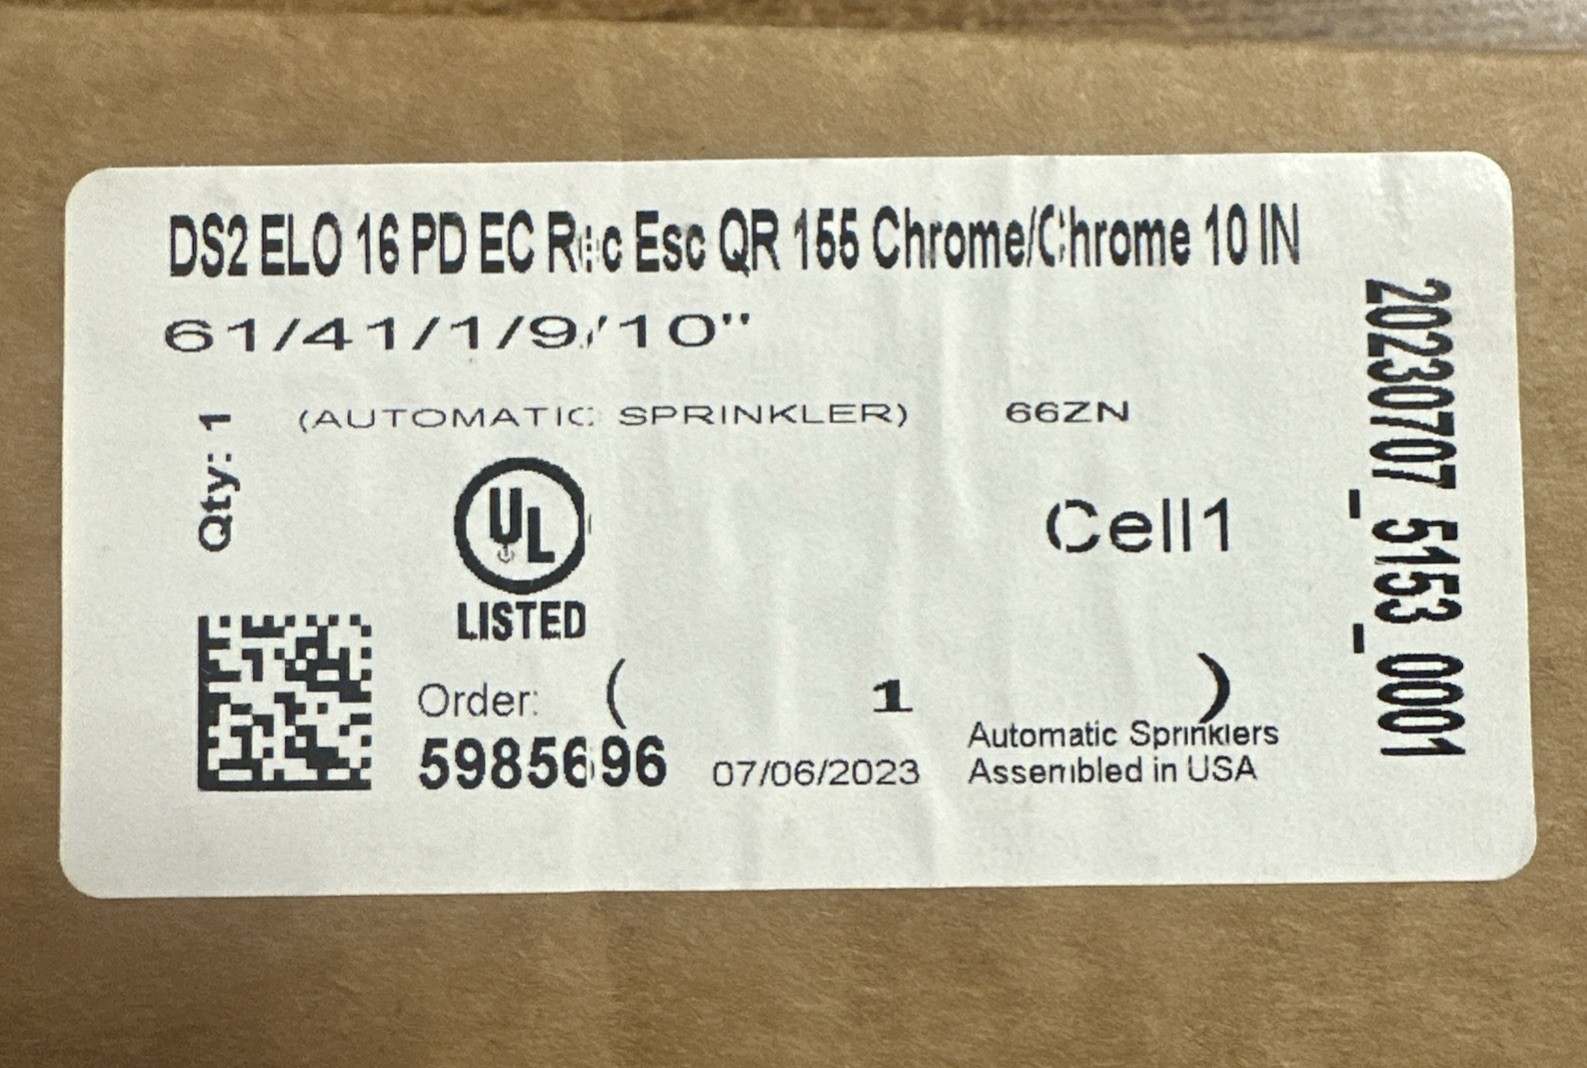 DS2 ELO 16 PD EC Rec Esc QR 155 Chrome/Chrome 10 IN
61/41/1/9/10"
Qty: 1
(AUTOMATIC SPRINKLER)
66ZN
UL
LISTED
Cell1
Order:
( 1 )
5985696
07/06/2023
Automatic Sprinklers
Assembled in USA
20230707_5153_0001